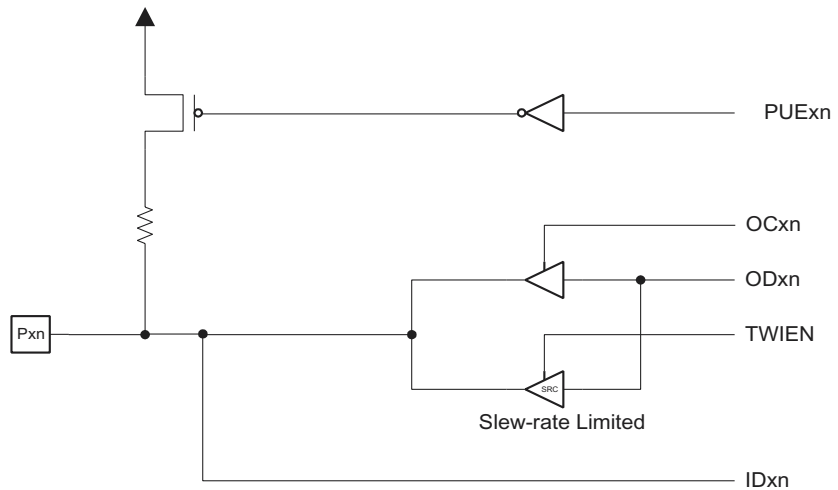 PUExn
OCxn
ODxn
Pxn
TWIEN
SRC
Slew-rate Limited
IDxn